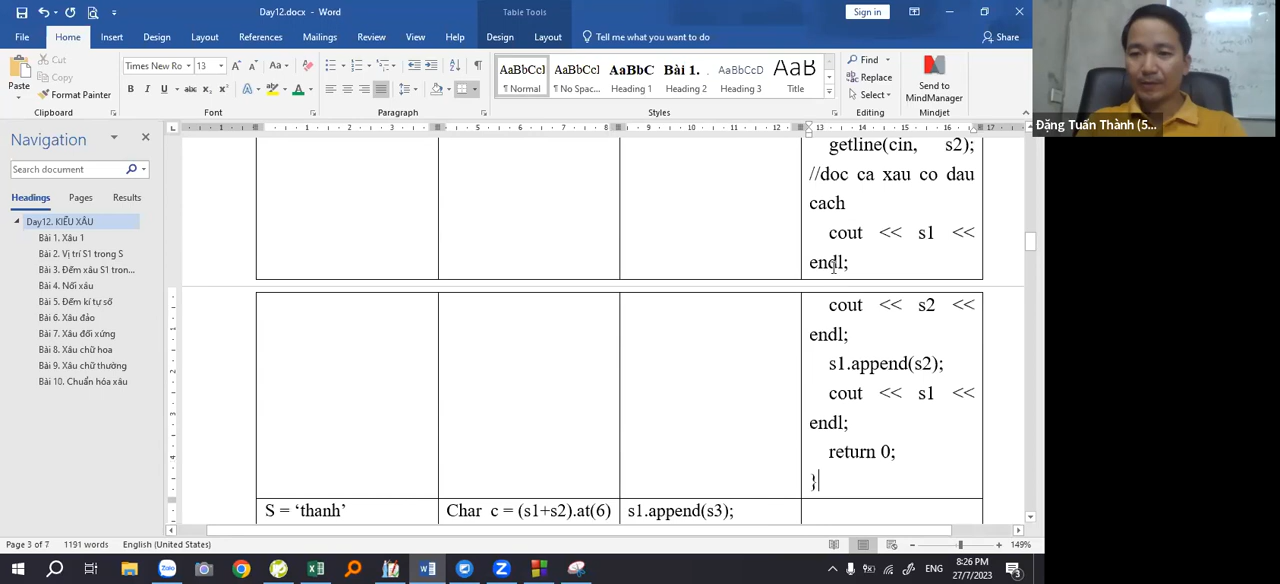 Day12.docx - Word
Table Tools
Sign in
File Home Insert Design Layout References Mailings Review View Help Design Layout Tell me what you want to do Share
Paste
Cut
Copy
Format Painter
Clipboard
Times New Ro 13
Font
Paragraph
AaBbCcI AaBbCcI AaBbC Bài 1. AaBbCcD AaB
¶ Normal ¶ No Spac... Heading 1 Heading 2 Heading 3 Title
Styles
Find
Replace
Select
Editing
Send to
MindManager
Mindjet
Đặng Tuấn Thành (5...
Navigation
Search document
Headings Pages Results
Day12. KIỂU XÂU
Bài 1. Xâu 1
Bài 2. Vị trí S1 trong S
Bài 3. Đếm xâu S1 tron...
Bài 4. Nối xâu
Bài 5. Đếm kí tự số
Bài 6. Xâu đảo
Bài 7. Xâu đối xứng
Bài 8. Xâu chữ hoa
Bài 9. Xâu chữ thường
Bài 10. Chuẩn hóa xâu
getline(cin, s2);
//doc ca xau co dau
cach
cout << s1 <<
endl;
cout << s2 <<
endl;
s1.append(s2);
cout << s1 <<
endl;
return 0;
}
S = ‘thanh’ Char c = (s1+s2).at(6) s1.append(s3);
Page 3 of 7 1191 words English (United States) 149%
Zalo Z ENG 8:26 PM
27/7/2023 3